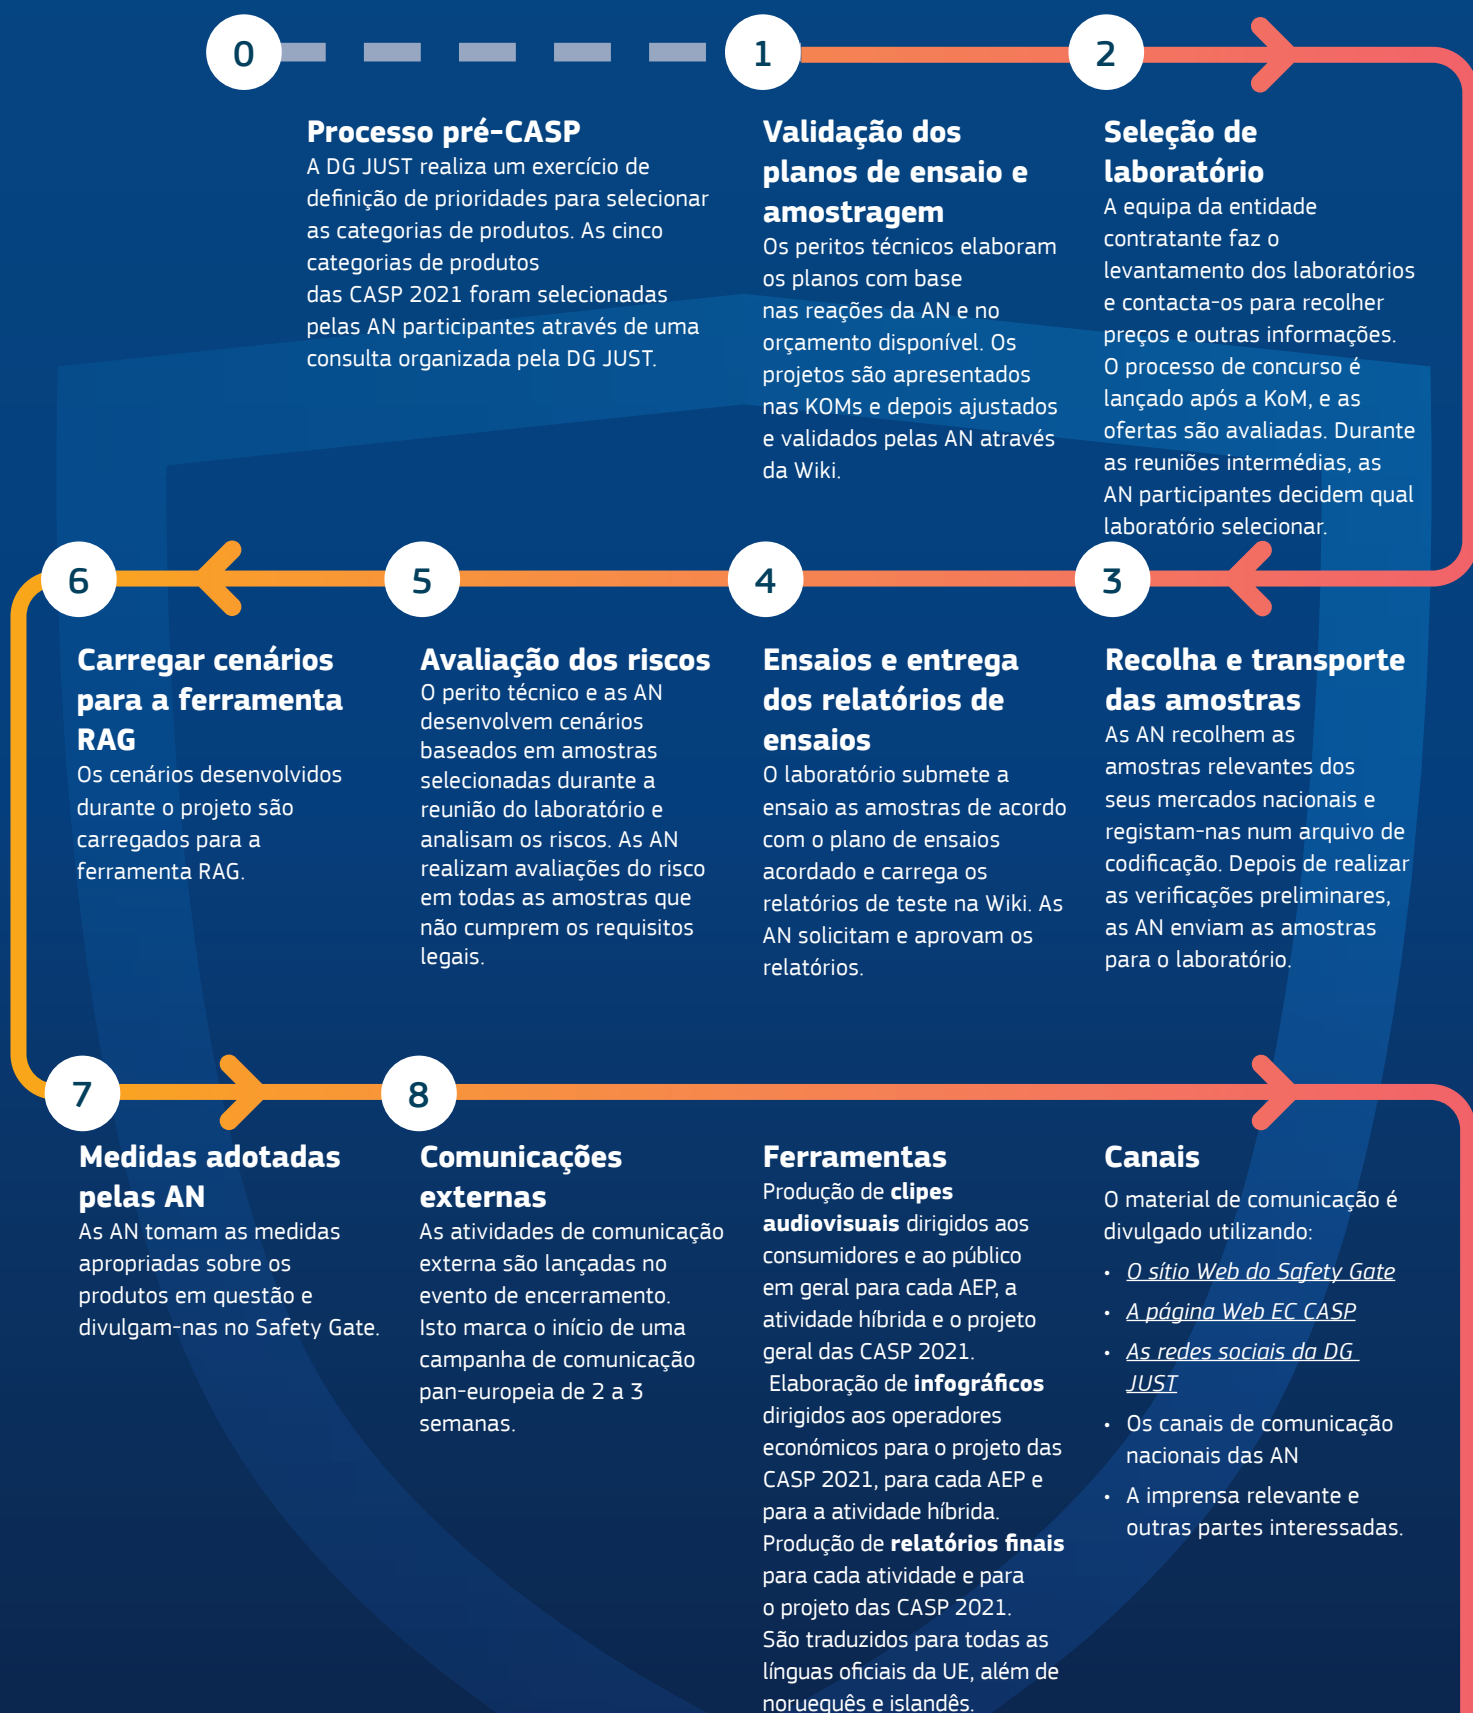 0
Processo pré-CASP
A DG JUST realiza um exercício de
definição de prioridades para selecionar
as categorias de produtos. As cinco
categorias de produtos
das CASP 2021 foram selecionadas
pelas AN participantes através de uma
consulta organizada pela DG JUST.
1
Validação dos
planos de ensaio e
amostragem
Os peritos técnicos elaboram
os planos com base
nas reações da AN e no
orçamento disponível. Os
projetos são apresentados
nas KOMs e depois ajustados
e validados pelas AN através
da Wiki.
2
Seleção de
laboratório
A equipa da entidade
contratante faz o
levantamento dos laboratórios
e contacta-os para recolher
preços e outras informações.
O processo de concurso é
lançado após a KoM, e as
ofertas são avaliadas. Durante
as reuniões intermédias, as
AN participantes decidem qual
laboratório selecionar.
3
Recolha e transporte
das amostras
As AN recolhem as
amostras relevantes dos
seus mercados nacionais e
registam-nas num arquivo de
codificação. Depois de realizar
as verificações preliminares,
as AN enviam as amostras
para o laboratório.
4
Ensaios e entrega
dos relatórios de
ensaios
O laboratório submete a
ensaio as amostras de acordo
com o plano de ensaios
acordado e carrega os
relatórios de teste na Wiki. As
AN solicitam e aprovam os
relatórios.
5
Avaliação dos riscos
O perito técnico e as AN
desenvolvem cenários
baseados em amostras
selecionadas durante a
reunião do laboratório e
analisam os riscos. As AN
realizam avaliações do risco
em todas as amostras que
não cumprem os requisitos
legais.
6
Carregar cenários
para a ferramenta
RAG
Os cenários desenvolvidos
durante o projeto são
carregados para a
ferramenta RAG.
7
Medidas adotadas
pelas AN
As AN tomam as medidas
apropriadas sobre os
produtos em questão e
divulgam-nas no Safety Gate.
8
Comunicações
externas
As atividades de comunicação
externa são lançadas no
evento de encerramento.
Isto marca o início de uma
campanha de comunicação
pan-europeia de 2 a 3
semanas.
Ferramentas
Produção de clipes
audiovisuais dirigidos aos
consumidores e ao público
em geral para cada AEP, a
atividade híbrida e o projeto
geral das CASP 2021.
Elaboração de infográficos
dirigidos aos operadores
económicos para o projeto das
CASP 2021, para cada AEP e
para a atividade híbrida.
Produção de relatórios finais
para cada atividade e para
o projeto das CASP 2021.
São traduzidos para todas as
línguas oficiais da UE, além de
norueguês e islandês.
Canais
O material de comunicação é
divulgado utilizando:
• O sítio Web do Safety Gate
• A página Web EC CASP
• As redes sociais da DG
JUST
• Os canais de comunicação
nacionais das AN
• A imprensa relevante e
outras partes interessadas.